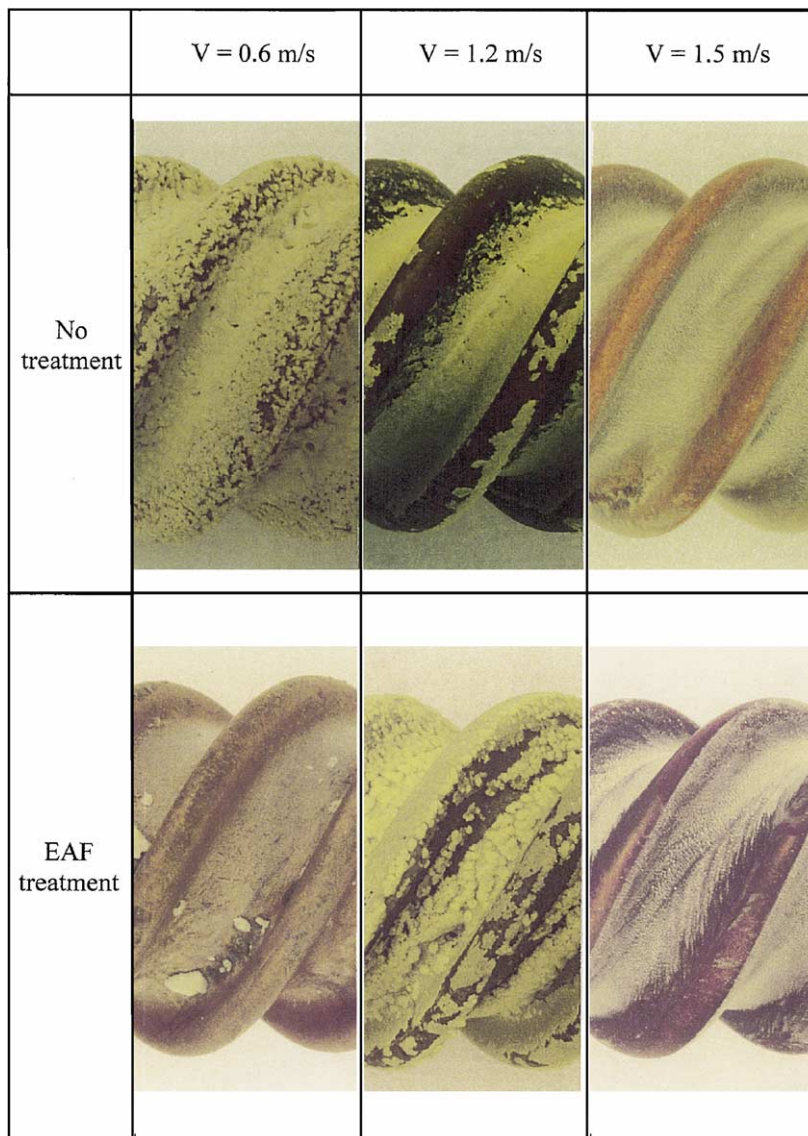 V = 0.6 m/s
V = 1.2 m/s
V = 1.5 m/s
No
treatment
EAF
treatment